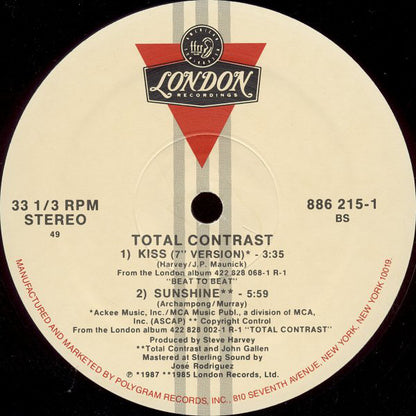 LONDON
RECORDINGS
33 1/3 RPM
STEREO
49
886 215-1
BS
TOTAL CONTRAST
1) KISS (7" VERSION)* - 3:35
(Harvey/J.P. Maunick)
From the London album 422 828 068-1 R-1
"BEAT TO BEAT"
2) SUNSHINE** - 5:59
(Archampong/Murray)
*Ackee Music, Inc./MCA Music Publ., a division of MCA,
Inc. (ASCAP) ** Copyright Control
From the London album 422 828 002-1 R-1 "TOTAL CONTRAST"
Produced by Steve Harvey
**Total Contrast and John Gallen
Mastered at Sterling Sound by
José Rodriguez
℗ *1987 **1985 London Records, Ltd.
MANUFACTURED AND MARKETED BY POLYGRAM RECORDS, INC., 810 SEVENTH AVENUE, NEW YORK, NEW YORK 10019.